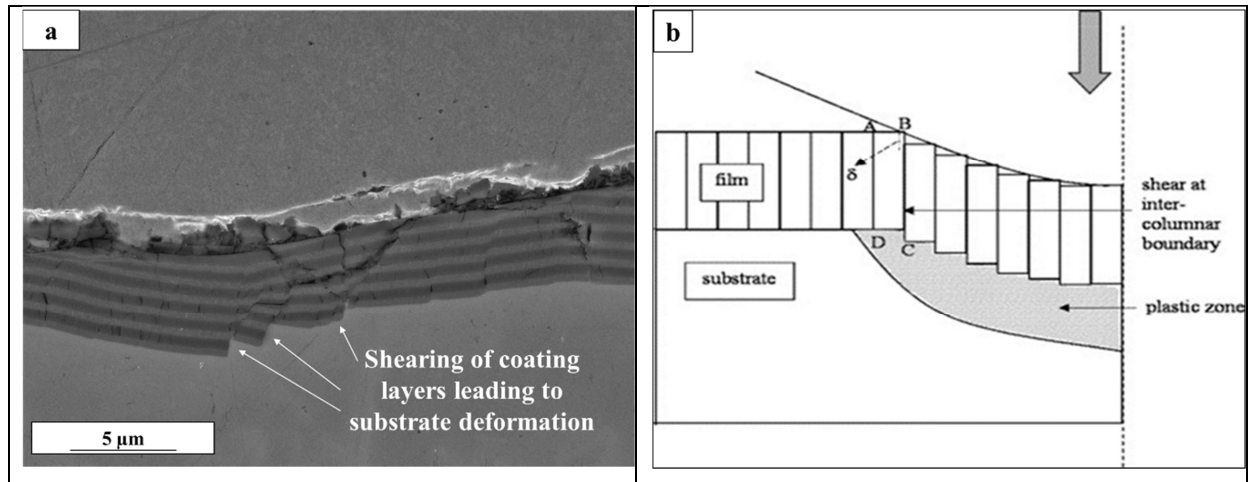 a
Shearing of coating
layers leading to
substrate deformation
5 μm
b
A
B
δ
film
shear at
inter-
columnar
boundary
D
C
substrate
plastic zone